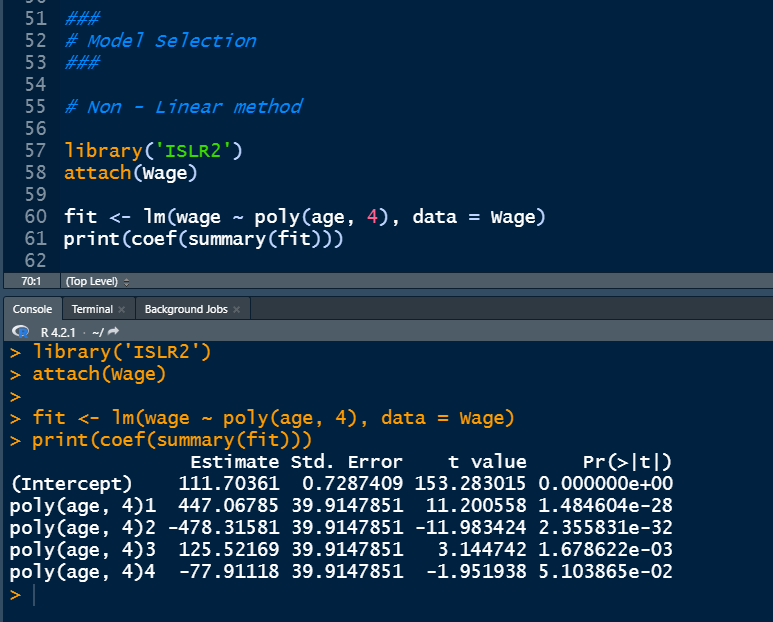 51 ###
52 # Model Selection
53 ###
54
55 # Non - Linear method
56
57 library('ISLR2')
58 attach(Wage)
59
60 fit <- lm(wage ~ poly(age, 4), data = Wage)
61 print(coef(summary(fit)))
62
70:1 (Top Level)
Console Terminal × Background Jobs ×
R 4.2.1 · ~/
> library('ISLR2')
> attach(Wage)
>
> fit <- lm(wage ~ poly(age, 4), data = Wage)
> print(coef(summary(fit)))
Estimate Std. Error t value Pr(>|t|)
(Intercept) 111.70361 0.7287409 153.283015 0.000000e+00
poly(age, 4)1 447.06785 39.9147851 11.200558 1.484604e-28
poly(age, 4)2 -478.31581 39.9147851 -11.983424 2.355831e-32
poly(age, 4)3 125.52169 39.9147851 3.144742 1.678622e-03
poly(age, 4)4 -77.91118 39.9147851 -1.951938 5.103865e-02
>